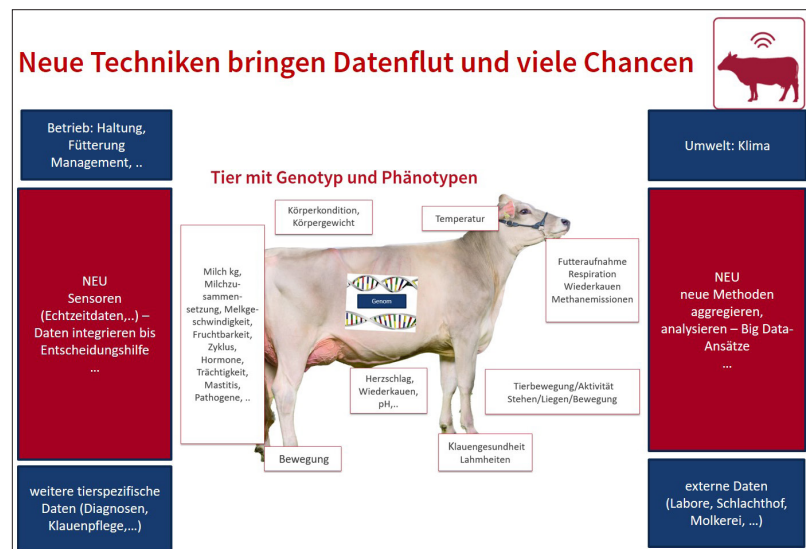 Neue Techniken bringen Datenflut und viele Chancen
Betrieb: Haltung,
Fütterung
Management, ..
NEU
Sensoren
(Echtzeitdaten,..) –
Daten integrieren bis
Entscheidungshilfe
...
weitere tierspezifische
Daten (Diagnosen,
Klauenpflege,...)
Tier mit Genotyp und Phänotypen
Körperkondition,
Körpergewicht
Temperatur
Milch kg,
Milchzu-
sammen-
setzung, Melkge-
schwindigkeit,
Fruchtbarkeit,
Zyklus,
Hormone,
Trächtigkeit,
Mastitis,
Pathogene, ..
Genom
Futteraufnahme
Respiration
Wiederkauen
Methanemissionen
Herzschlag,
Wiederkauen,
pH,..
Tierbewegung/Aktivität
Stehen/Liegen/Bewegung
Bewegung
Klauengesundheit
Lahmheiten
Umwelt: Klima
NEU
neue Methoden
aggregieren,
analysieren – Big Data-
Ansätze
...
externe Daten
(Labore, Schlachthof,
Molkerei, ...)